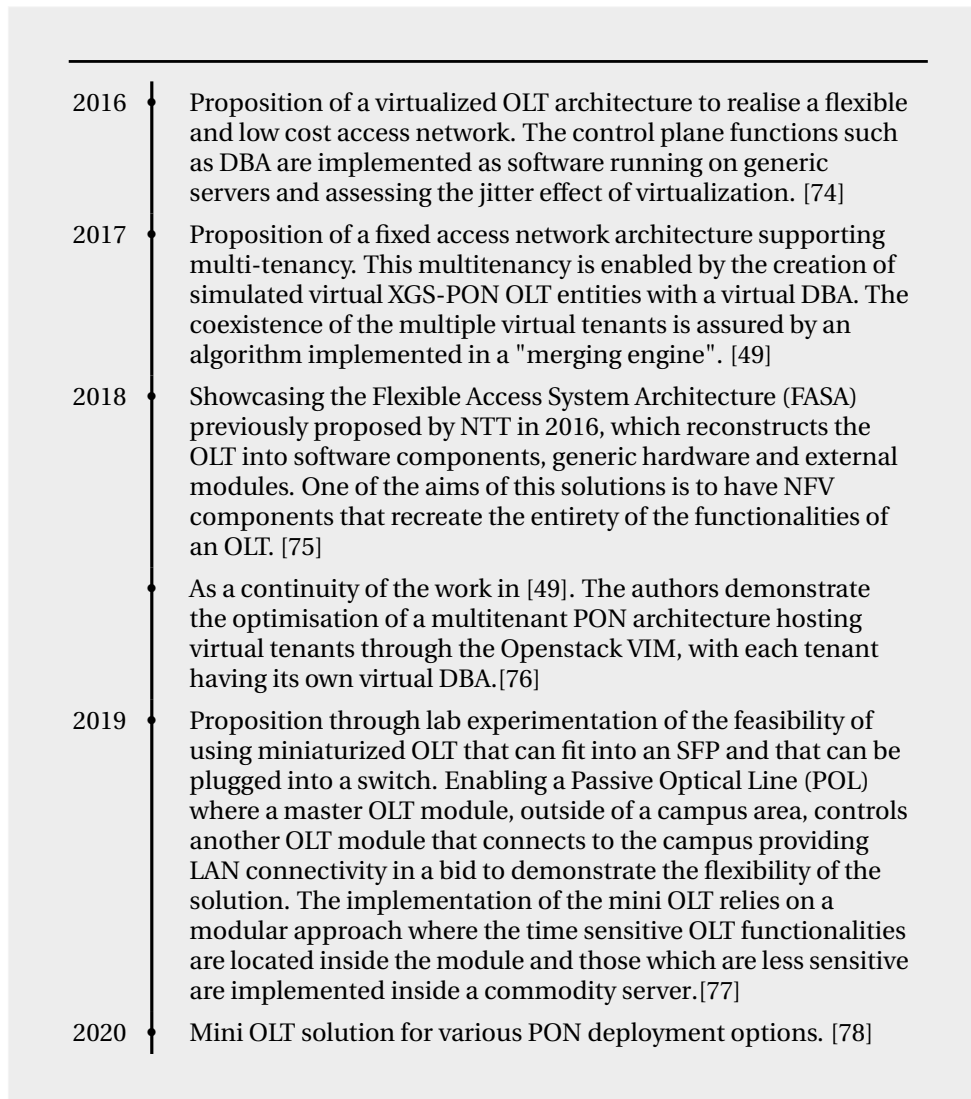 2016 Proposition of a virtualized OLT architecture to realise a flexible
and low cost access network. The control plane functions such
as DBA are implemented as software running on generic
servers and assessing the jitter effect of virtualization. [74]
2017 Proposition of a fixed access network architecture supporting
multi-tenancy. This multitenancy is enabled by the creation of
simulated virtual XGS-PON OLT entities with a virtual DBA. The
coexistence of the multiple virtual tenants is assured by an
algorithm implemented in a "merging engine". [49]
2018 Showcasing the Flexible Access System Architecture (FASA)
previously proposed by NTT in 2016, which reconstructs the
OLT into software components, generic hardware and external
modules. One of the aims of this solutions is to have NFV
components that recreate the entirety of the functionalities of
an OLT. [75]
As a continuity of the work in [49]. The authors demonstrate
the optimisation of a multitenant PON architecture hosting
virtual tenants through the Openstack VIM, with each tenant
having its own virtual DBA.[76]
2019 Proposition through lab experimentation of the feasibility of
using miniaturized OLT that can fit into an SFP and that can be
plugged into a switch. Enabling a Passive Optical Line (POL)
where a master OLT module, outside of a campus area, controls
another OLT module that connects to the campus providing
LAN connectivity in a bid to demonstrate the flexibility of the
solution. The implementation of the mini OLT relies on a
modular approach where the time sensitive OLT functionalities
are located inside the module and those which are less sensitive
are implemented inside a commodity server.[77]
2020 Mini OLT solution for various PON deployment options. [78]